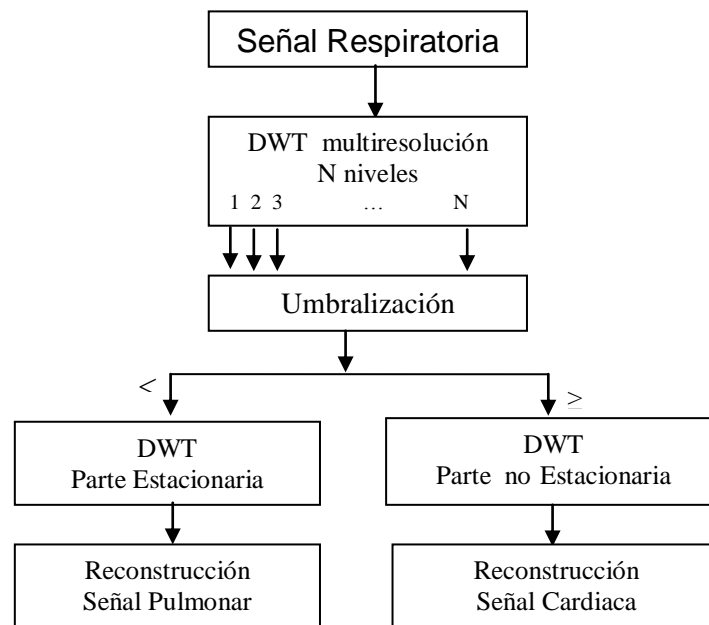 Señal Respiratoria
DWT multiresolución
N niveles
1 2 3 ... N
Umbralización
< ≥
DWT
Parte Estacionaria
DWT
Parte no Estacionaria
Reconstrucción
Señal Pulmonar
Reconstrucción
Señal Cardiaca